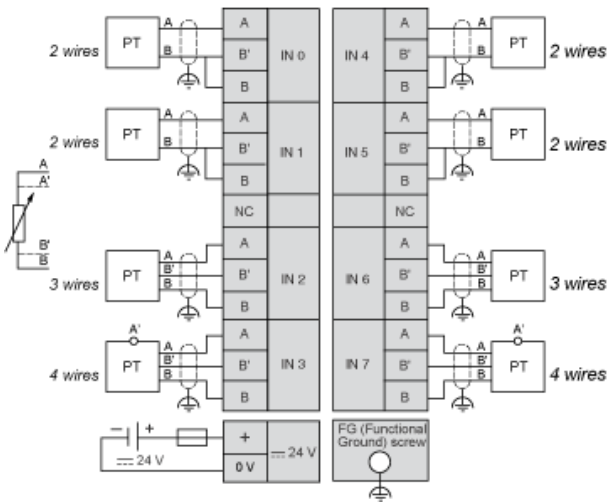 A
PT
B
2 wires
A
B'
IN 0
B
A
B'
IN 4
B
A
PT
B
2 wires
A
PT
B
2 wires
A
B'
IN 1
B
A
B'
IN 5
B
A
PT
B
2 wires
A
A'
B'
B
NC
NC
A
B'
PT
B
3 wires
A
B'
IN 2
B
A
B'
IN 6
B
A
B'
PT
B
3 wires
A'
A
B'
PT
B
4 wires
A
B'
IN 3
B
A
B'
IN 7
B
A'
A
B'
PT
B
4 wires
− +
⎓ 24 V
+
0 V
⎓ 24 V
FG (Functional
Ground) screw